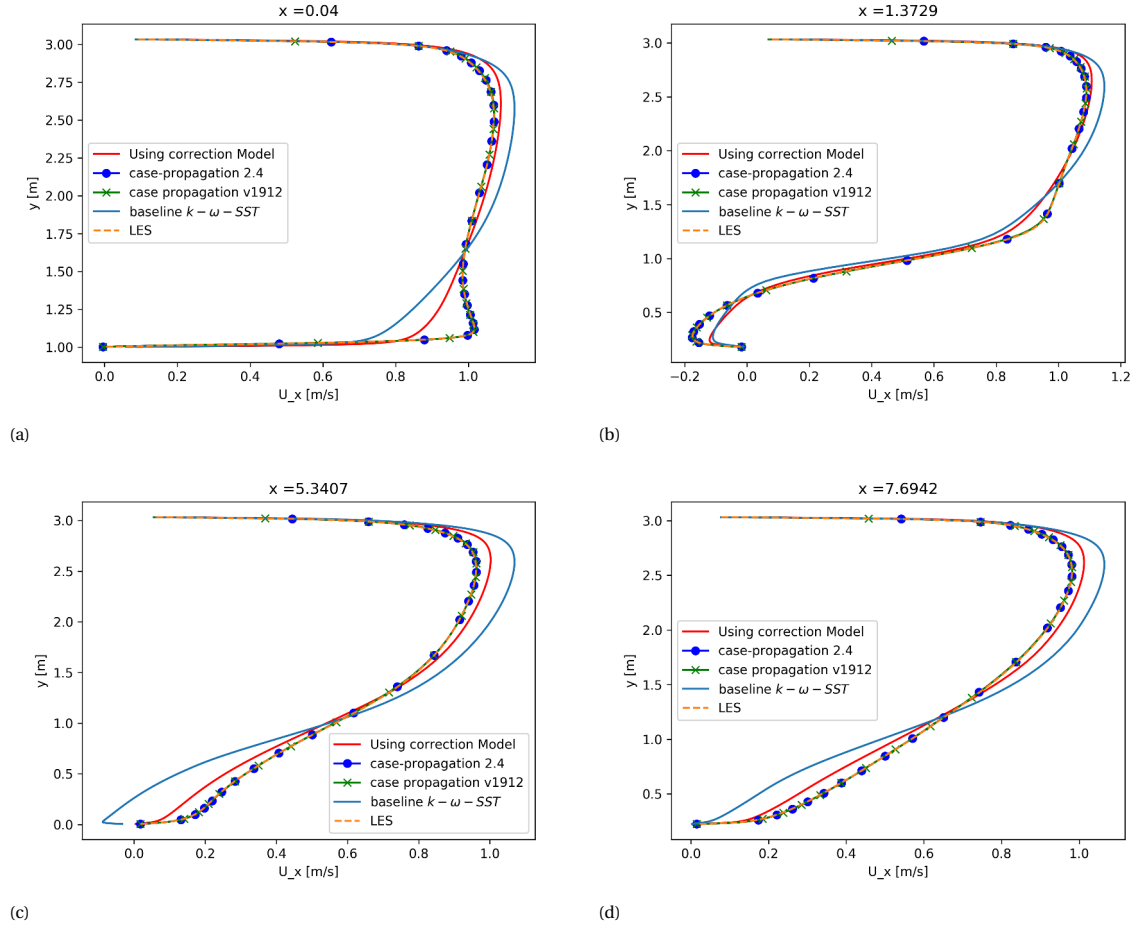 x =0.04
3.00
2.75
2.50
2.25
2.00
1.75
1.50
1.25
1.00
y [m]
Using correction Model
case-propagation 2.4
case propagation v1912
baseline k − ω − SST
LES
0.0 0.2 0.4 0.6 0.8 1.0
U_x [m/s]
(a)
x =1.3729
3.0
2.5
2.0
1.5
1.0
0.5
y [m]
Using correction Model
case-propagation 2.4
case propagation v1912
baseline k − ω − SST
LES
−0.2 0.0 0.2 0.4 0.6 0.8 1.0 1.2
U_x [m/s]
(b)
x =5.3407
3.0
2.5
2.0
1.5
1.0
0.5
0.0
y [m]
Using correction Model
case-propagation 2.4
case propagation v1912
baseline k − ω − SST
LES
0.0 0.2 0.4 0.6 0.8 1.0
U_x [m/s]
(c)
x =7.6942
3.0
2.5
2.0
1.5
1.0
0.5
y [m]
Using correction Model
case-propagation 2.4
case propagation v1912
baseline k − ω − SST
LES
0.0 0.2 0.4 0.6 0.8 1.0
U_x [m/s]
(d)